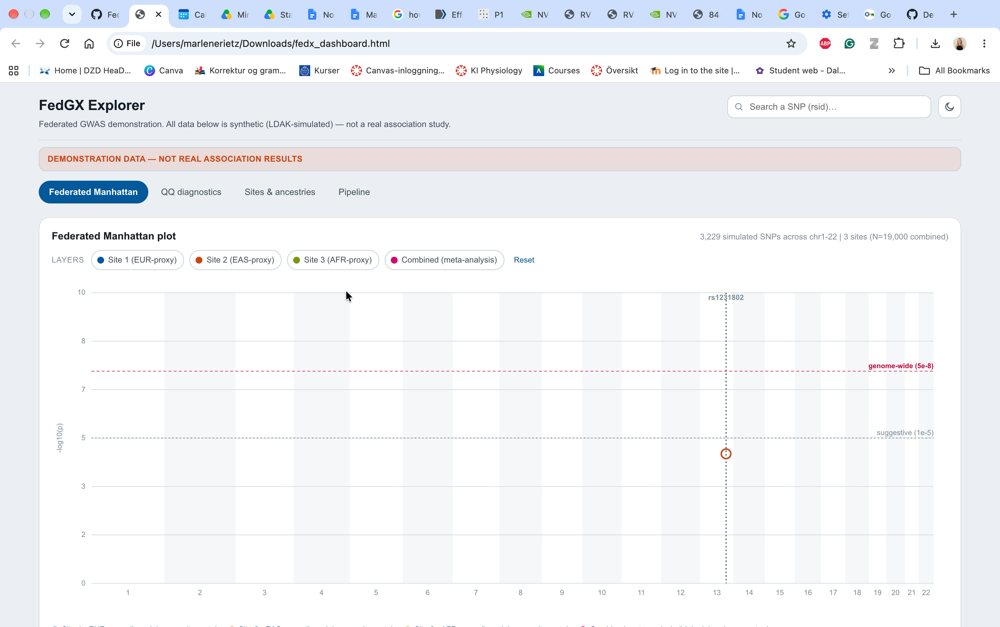 Fec
Cal
Min
Sta
No
Ma
how
Eff
P1
NV
RV
RV
NV
84
No
Go
Set
Go
De
File /Users/marlenerietz/Downloads/fedx_dashboard.html
ABP
Home | DZD HeaD...
Canva
Korrektur og gram...
Kurser
Canvas-inloggning...
KI Physiology
Courses
Översikt
Log in to the site |...
Student web - Dal...
All Bookmarks
FedGX Explorer
Search a SNP (rsid)...
Federated GWAS demonstration. All data below is synthetic (LDAK-simulated) — not a real association study.
DEMONSTRATION DATA — NOT REAL ASSOCIATION RESULTS
Federated Manhattan
QQ diagnostics
Sites & ancestries
Pipeline
Federated Manhattan plot
3,229 simulated SNPs across chr1-22 | 3 sites (N=19,000 combined)
LAYERS
Site 1 (EUR-proxy)
Site 2 (EAS-proxy)
Site 3 (AFR-proxy)
Combined (meta-analysis)
Reset
10
rs1231802
8
genome-wide (5e-8)
7
-log10(p)
suggestive (1e-5)
5
3
2
0
1 2 3 4 5 6 7 8 9 10 11 12 13 14 15 16 17 18 19 20 21 22